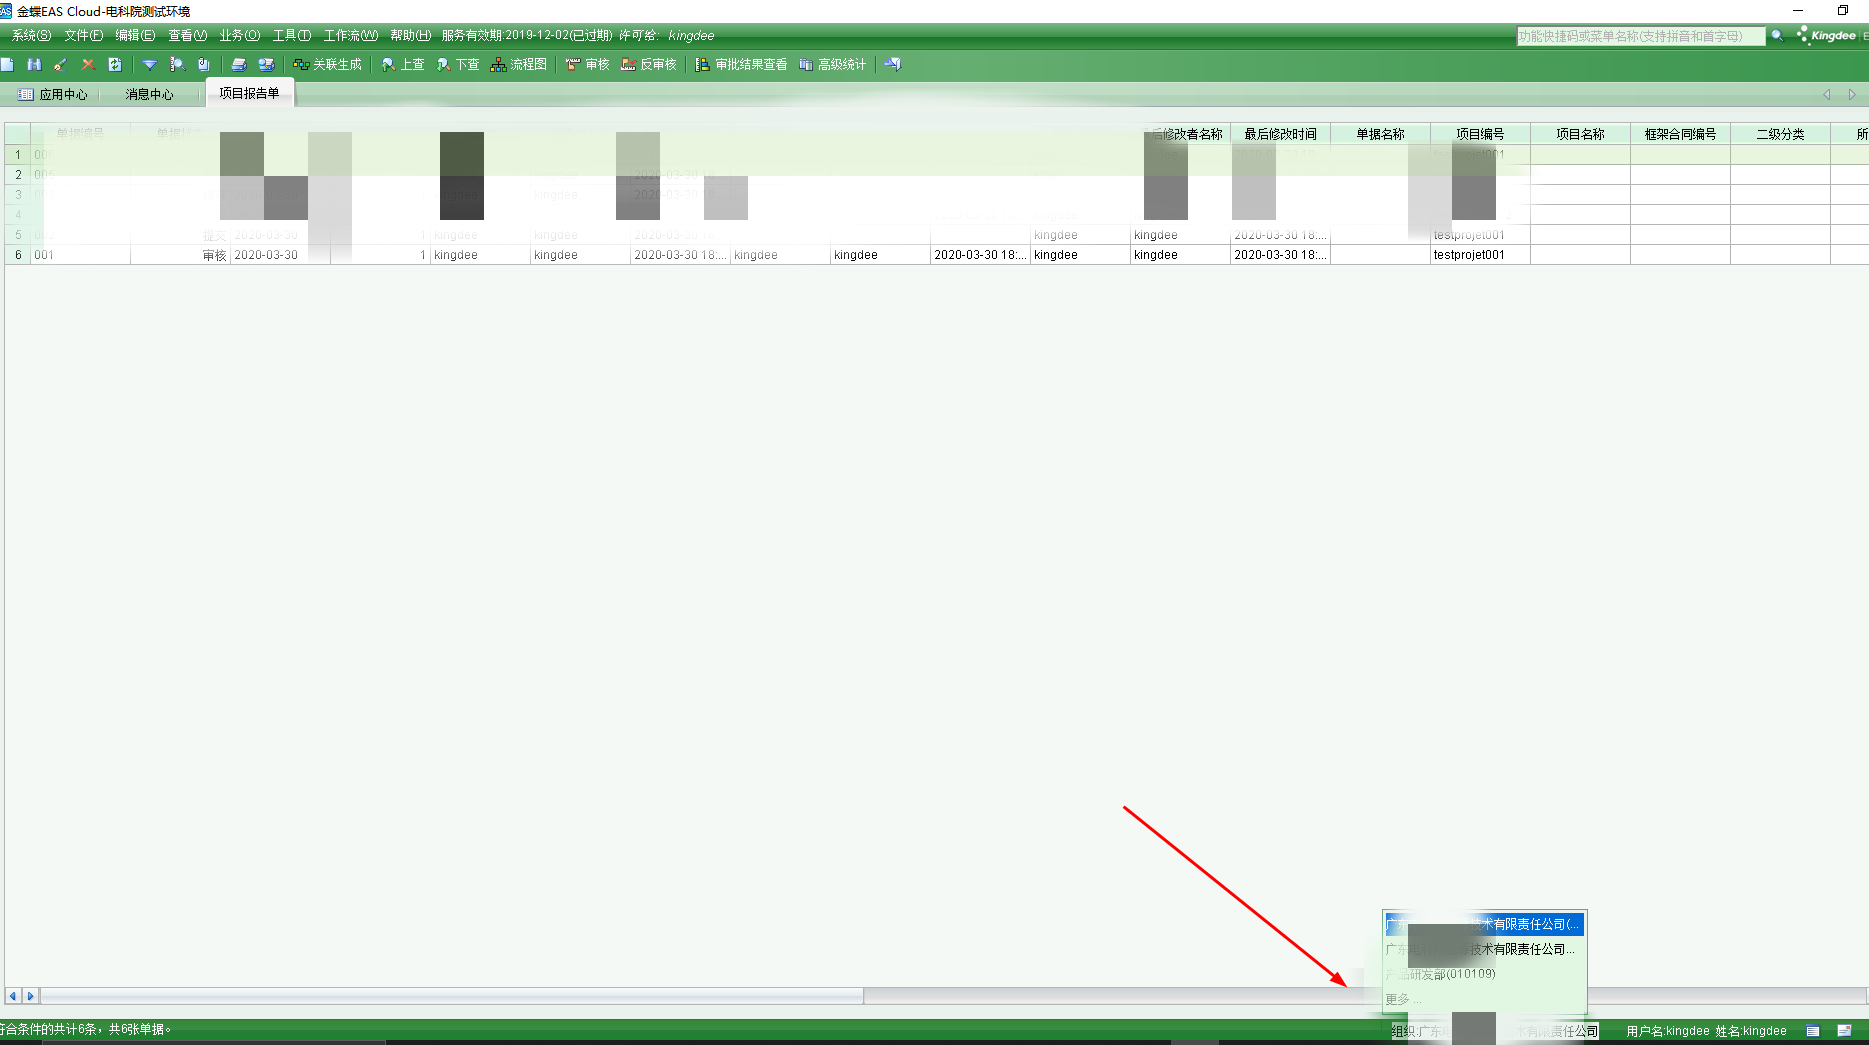 金蝶EAS Cloud-电科院测试环境
系统(S) 文件(F) 编辑(E) 查看(V) 业务(O) 工具(T) 工作流(W) 帮助(H) 服务有效期:2019-12-02(已过期) 许可给: kingdee 功能快捷码或菜单名称(支持拼音和首字母) Kingdee
关联生成 上查 下查 流程图 审核 反审核 审批结果查看 高级统计
应用中心 消息中心 项目报告单
单据编号 后修改者名称 最后修改时间 单据名称 项目编号 项目名称 框架合同编号 二级分类 所
1
2 2020-03-30 18
3 kingdee 2020-03-30 18
4
5 提交 2020-03-30 1 kingdee kingdee 2020-03-30 18 kingdee kingdee 2020-03-30 18:... testprojet001
6 001 审核 2020-03-30 1 kingdee kingdee 2020-03-30 18:... kingdee kingdee 2020-03-30 18:... kingdee kingdee 2020-03-30 18:... testprojet001
广东 技术有限责任公司(...
广东 技术有限责任公司...
产品研发部(010109)
更多 ...
符合条件的共计6条，共6张单据。 组织:广东 术有限责任公司 用户名:kingdee 姓名:kingdee